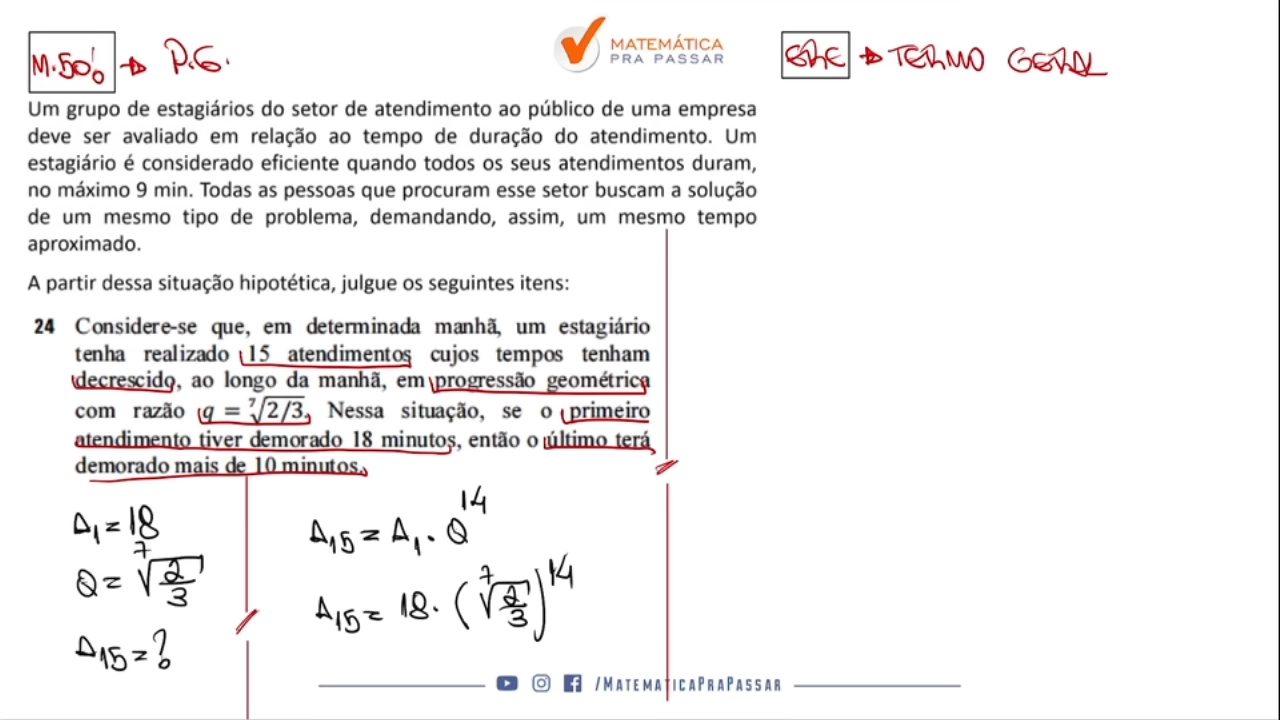 M.50% → P.G.
MATEMÁTICA
PRA PASSAR
→ TERMO GERAL
Um grupo de estagiários do setor de atendimento ao público de uma empresa
deve ser avaliado em relação ao tempo de duração do atendimento. Um
estagiário é considerado eficiente quando todos os seus atendimentos duram,
no máximo 9 min. Todas as pessoas que procuram esse setor buscam a solução
de um mesmo tipo de problema, demandando, assim, um mesmo tempo
aproximado.
A partir dessa situação hipotética, julgue os seguintes itens:
24 Considere-se que, em determinada manhã, um estagiário
tenha realizado 15 atendimentos cujos tempos tenham
decrescido, ao longo da manhã, em progressão geométrica
com razão q = ⁷√2/3. Nessa situação, se o primeiro
atendimento tiver demorado 18 minutos, então o último terá
demorado mais de 10 minutos.
A₁ = 18
Q = ⁷√(2/3)
A₁₅ = ?
A₁₅ = A₁ · Q¹⁴
A₁₅ = 18 · (⁷√(2/3))¹⁴
/MATEMATICAPRAPASSAR